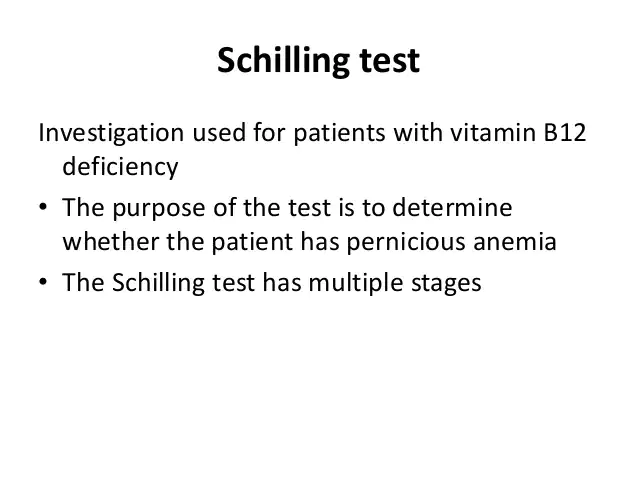 Schilling test
Investigation used for patients with vitamin B12
deficiency
• The purpose of the test is to determine
whether the patient has pernicious anemia
• The Schilling test has multiple stages